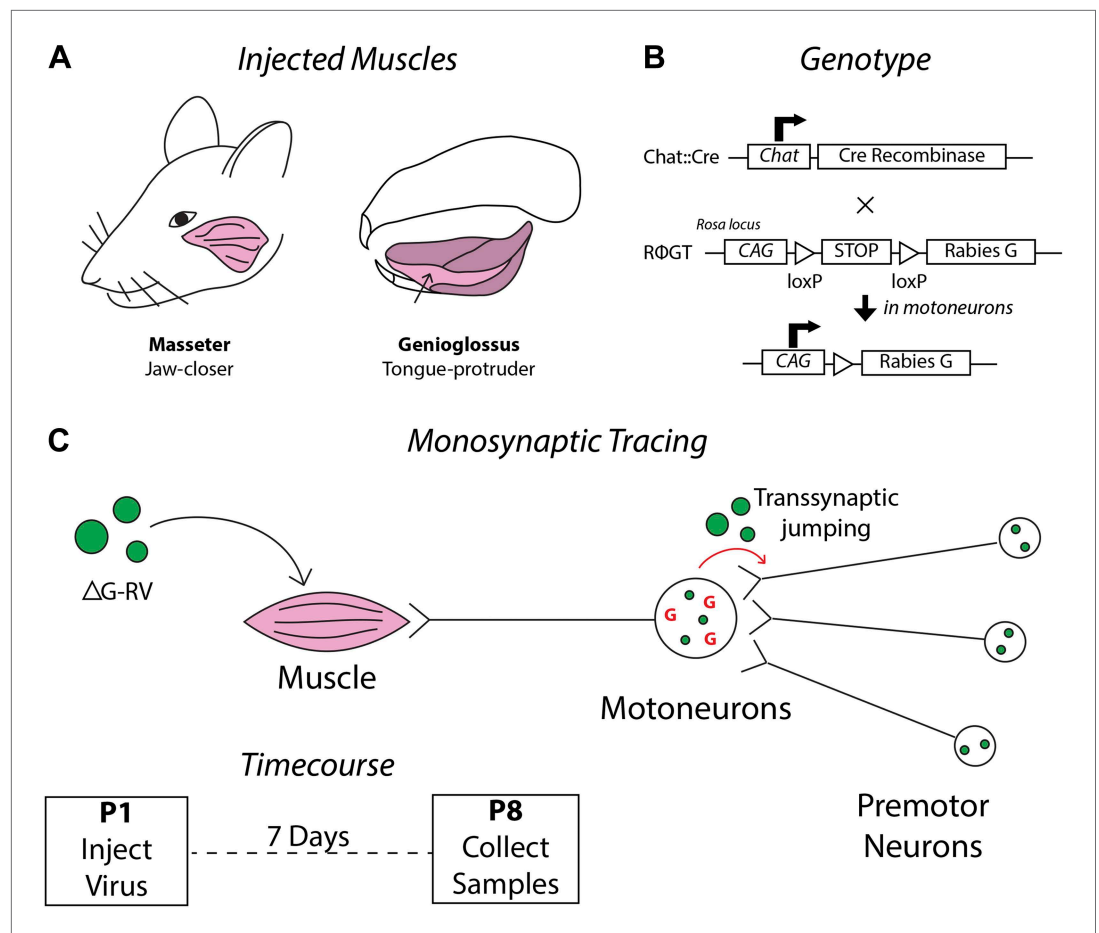 A
Injected Muscles
Masseter
Jaw-closer
Genioglossus
Tongue-protruder
B
Genotype
Chat::Cre
Chat
Cre Recombinase
×
Rosa locus
RΦGT
CAG
STOP
Rabies G
loxP
loxP
in motoneurons
CAG
Rabies G
C
Monosynaptic Tracing
△G-RV
Muscle
Transsynaptic
jumping
G
G
G
Motoneurons
Premotor
Neurons
Timecourse
P1
Inject
Virus
7 Days
P8
Collect
Samples